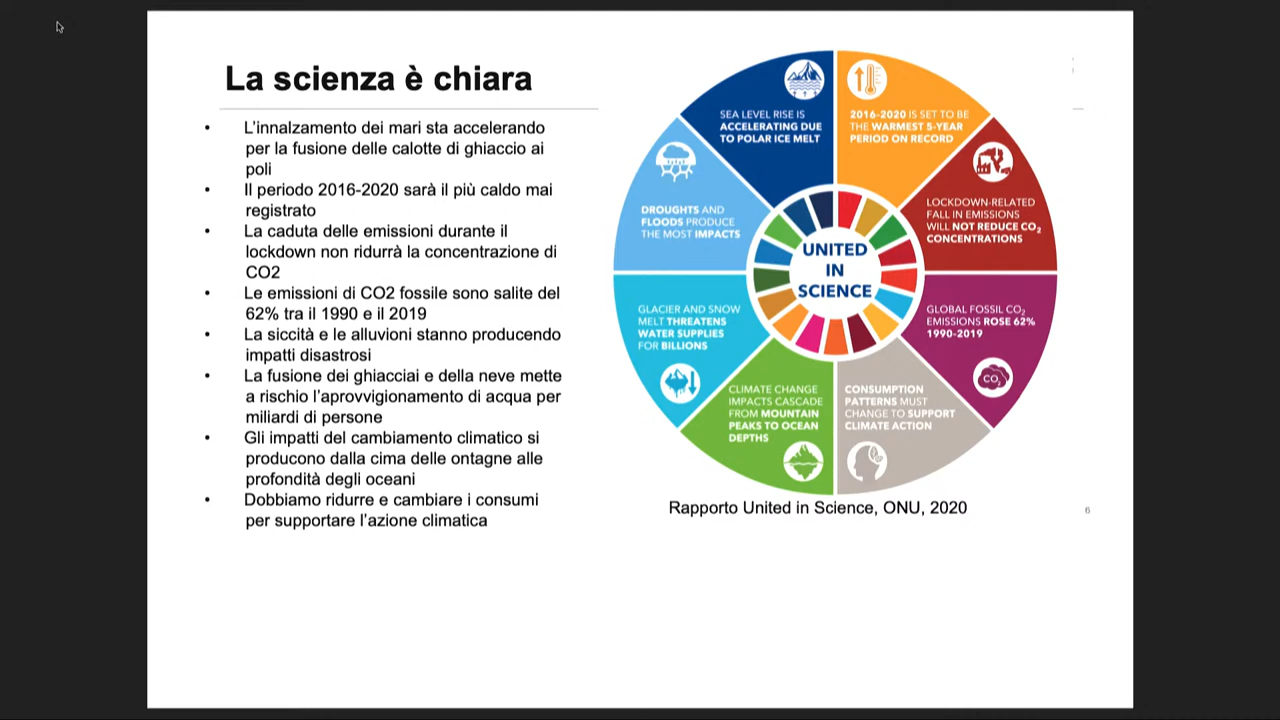 La scienza è chiara
• L'innalzamento dei mari sta accelerando
per la fusione delle calotte di ghiaccio ai
poli
• Il periodo 2016-2020 sarà il più caldo mai
registrato
• La caduta delle emissioni durante il
lockdown non ridurrà la concentrazione di
CO2
• Le emissioni di CO2 fossile sono salite del
62% tra il 1990 e il 2019
• La siccità e le alluvioni stanno producendo
impatti disastrosi
• La fusione dei ghiacciai e della neve mette
a rischio l'aprovvigionamento di acqua per
miliardi di persone
• Gli impatti del cambiamento climatico si
producono dalla cima delle ontagne alle
profondità degli oceani
• Dobbiamo ridurre e cambiare i consumi
per supportare l'azione climatica
SEA LEVEL RISE IS
ACCELERATING DUE
TO POLAR ICE MELT
2016-2020 IS SET TO BE
THE WARMEST 5-YEAR
PERIOD ON RECORD
LOCKDOWN-RELATED
FALL IN EMISSIONS
WILL NOT REDUCE CO₂
CONCENTRATIONS
GLOBAL FOSSIL CO₂
EMISSIONS ROSE 62%
1990-2019
CO₂
CONSUMPTION
PATTERNS MUST
CHANGE TO SUPPORT
CLIMATE ACTION
CLIMATE CHANGE
IMPACTS CASCADE
FROM MOUNTAIN
PEAKS TO OCEAN
DEPTHS
GLACIER AND SNOW
MELT THREATENS
WATER SUPPLIES
FOR BILLIONS
DROUGHTS AND
FLOODS PRODUCE
THE MOST IMPACTS
UNITED
IN
SCIENCE
Rapporto United in Science, ONU, 2020
6